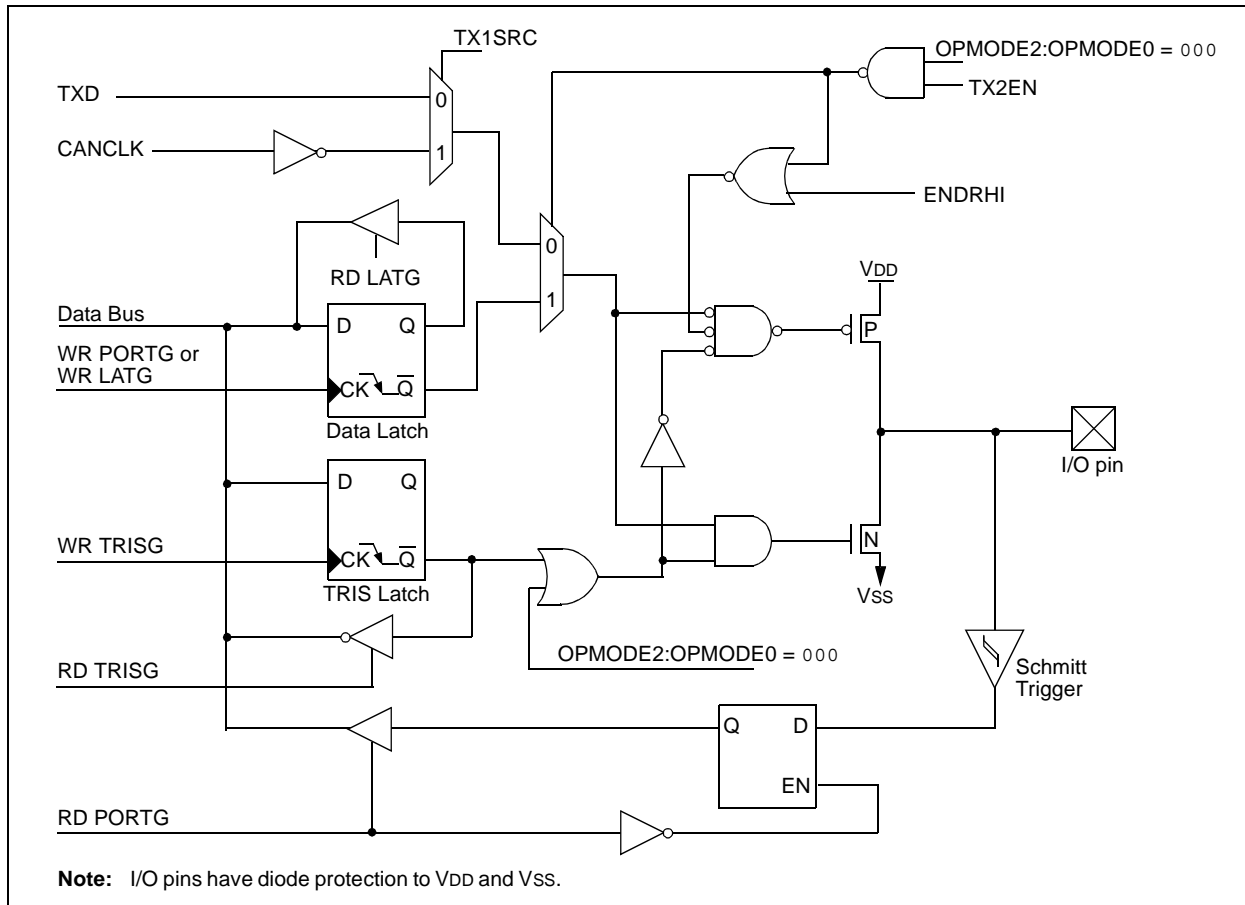 TX1SRC
OPMODE2:OPMODE0 = 000
TXD
0
TX2EN
CANCLK
1
ENDRHI
0
RD LATG
VDD
Data Bus
D Q
1
P
WR PORTG or
WR LATG
CK Q
Data Latch
I/O pin
D Q
WR TRISG
CK Q
N
TRIS Latch
VSS
OPMODE2:OPMODE0 = 000
RD TRISG
Schmitt
Trigger
Q D
EN
RD PORTG
Note: I/O pins have diode protection to VDD and VSS.